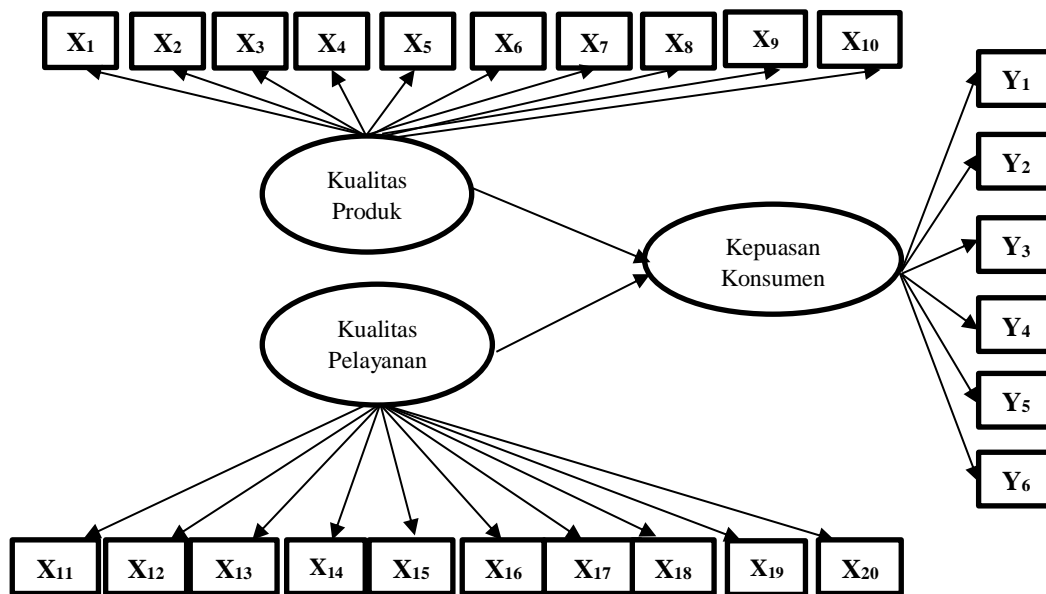 X1 X2 X3 X4 X5 X6 X7 X8 X9 X10
Y1
Y2
Y3
Y4
Y5
Y6
Kualitas
Produk
Kepuasan
Konsumen
Kualitas
Pelayanan
X11 X12 X13 X14 X15 X16 X17 X18 X19 X20